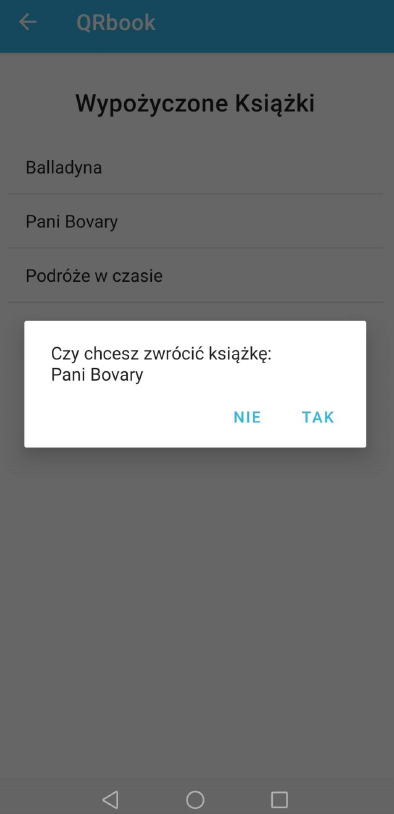 QRbook
Wypożyczone Książki
Balladyna
Pani Bovary
Podróże w czasie
Czy chcesz zwrócić książkę:
Pani Bovary
NIE TAK